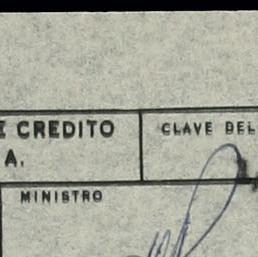 E CREDITO
CLAVE DEL
A.
MINISTRO